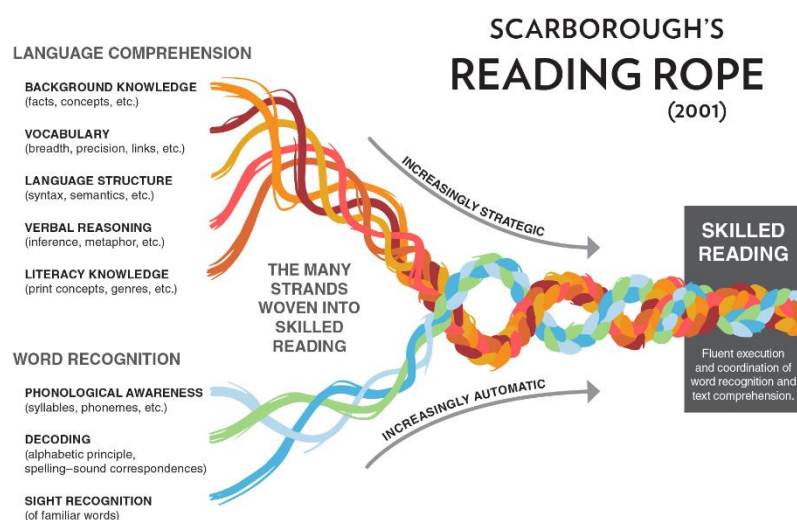 SCARBOROUGH'S
READING ROPE
(2001)
LANGUAGE COMPREHENSION
BACKGROUND KNOWLEDGE
(facts, concepts, etc.)
VOCABULARY
(breadth, precision, links, etc.)
LANGUAGE STRUCTURE
(syntax, semantics, etc.)
VERBAL REASONING
(inference, metaphor, etc.)
LITERACY KNOWLEDGE
(print concepts, genres, etc.)
THE MANY
STRANDS
WOVEN INTO
SKILLED
READING
WORD RECOGNITION
PHONOLOGICAL AWARENESS
(syllables, phonemes, etc.)
DECODING
(alphabetic principle,
spelling–sound correspondences)
SIGHT RECOGNITION
(of familiar words)
INCREASINGLY STRATEGIC
INCREASINGLY AUTOMATIC
SKILLED
READING
Fluent execution
and coordination of
word recognition and
text comprehension.